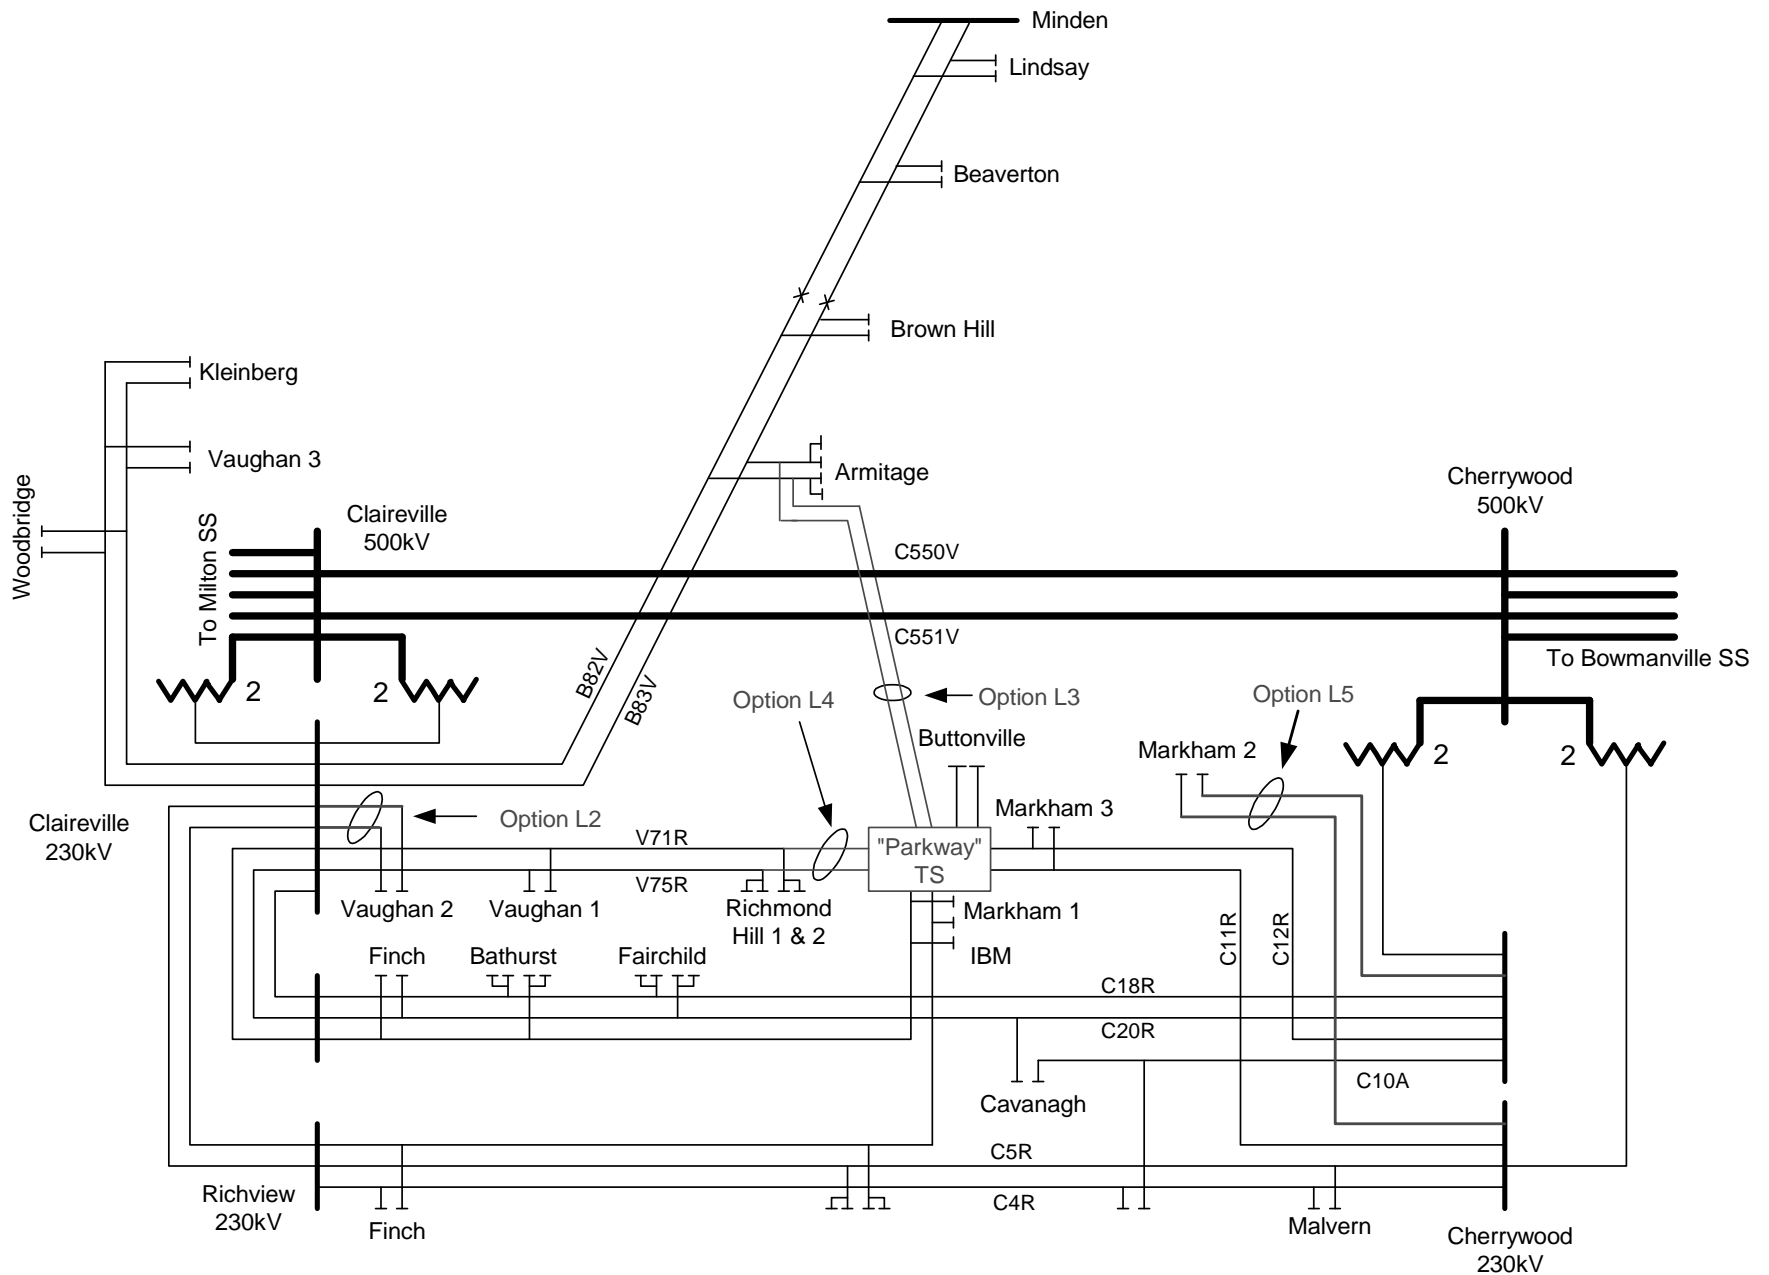 Minden
Lindsay
Beaverton
Brown Hill
Kleinberg
Vaughan 3
Armitage
Woodbridge
To Milton SS
Claireville
500kV
Cherrywood
500kV
C550V
C551V
To Bowmanville SS
B82V
B83V
2
2
Option L4
Option L3
Option L5
Buttonville
Markham 2
2
2
Markham 3
Claireville
230kV
Option L2
V71R
"Parkway"
TS
V75R
Vaughan 2
Vaughan 1
Richmond
Hill 1 & 2
Markham 1
IBM
C11R
C12R
Finch
Bathurst
Fairchild
C18R
C20R
C10A
Cavanagh
C5R
Richview
230kV
C4R
Finch
Malvern
Cherrywood
230kV